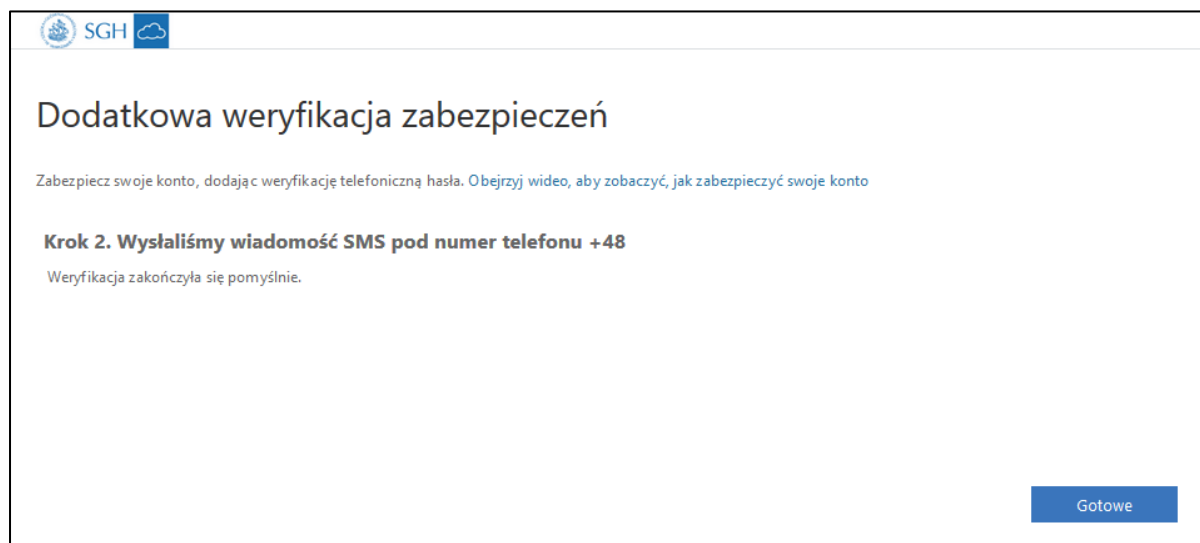 SGH
Dodatkowa weryfikacja zabezpieczeń
Zabezpiecz swoje konto, dodając weryfikację telefoniczną hasła. Obejrzyj wideo, aby zobaczyć, jak zabezpieczyć swoje konto
Krok 2. Wysłaliśmy wiadomość SMS pod numer telefonu +48
Weryfikacja zakończyła się pomyślnie.
Gotowe